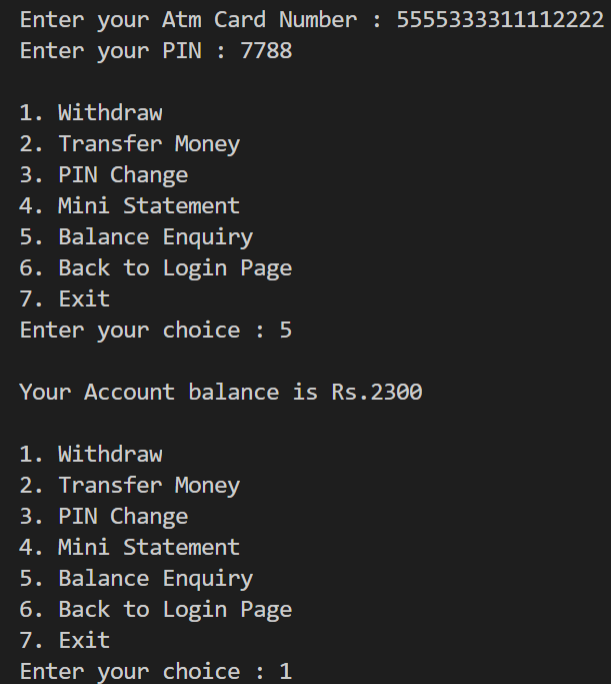 Enter your Atm Card Number : 5555333311112222
Enter your PIN : 7788
1. Withdraw
2. Transfer Money
3. PIN Change
4. Mini Statement
5. Balance Enquiry
6. Back to Login Page
7. Exit
Enter your choice : 5
Your Account balance is Rs.2300
1. Withdraw
2. Transfer Money
3. PIN Change
4. Mini Statement
5. Balance Enquiry
6. Back to Login Page
7. Exit
Enter your choice : 1